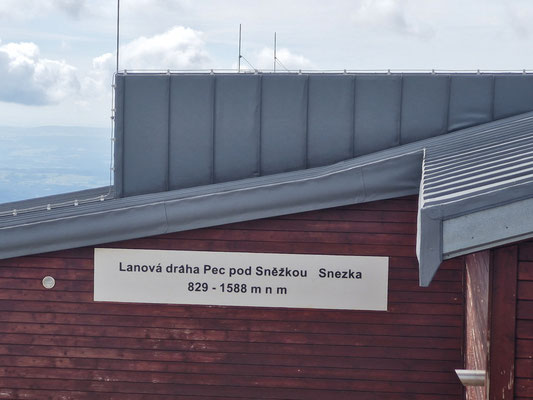 Lanová dráha Pec pod Sněžkou Snezka
829 - 1588 m n m